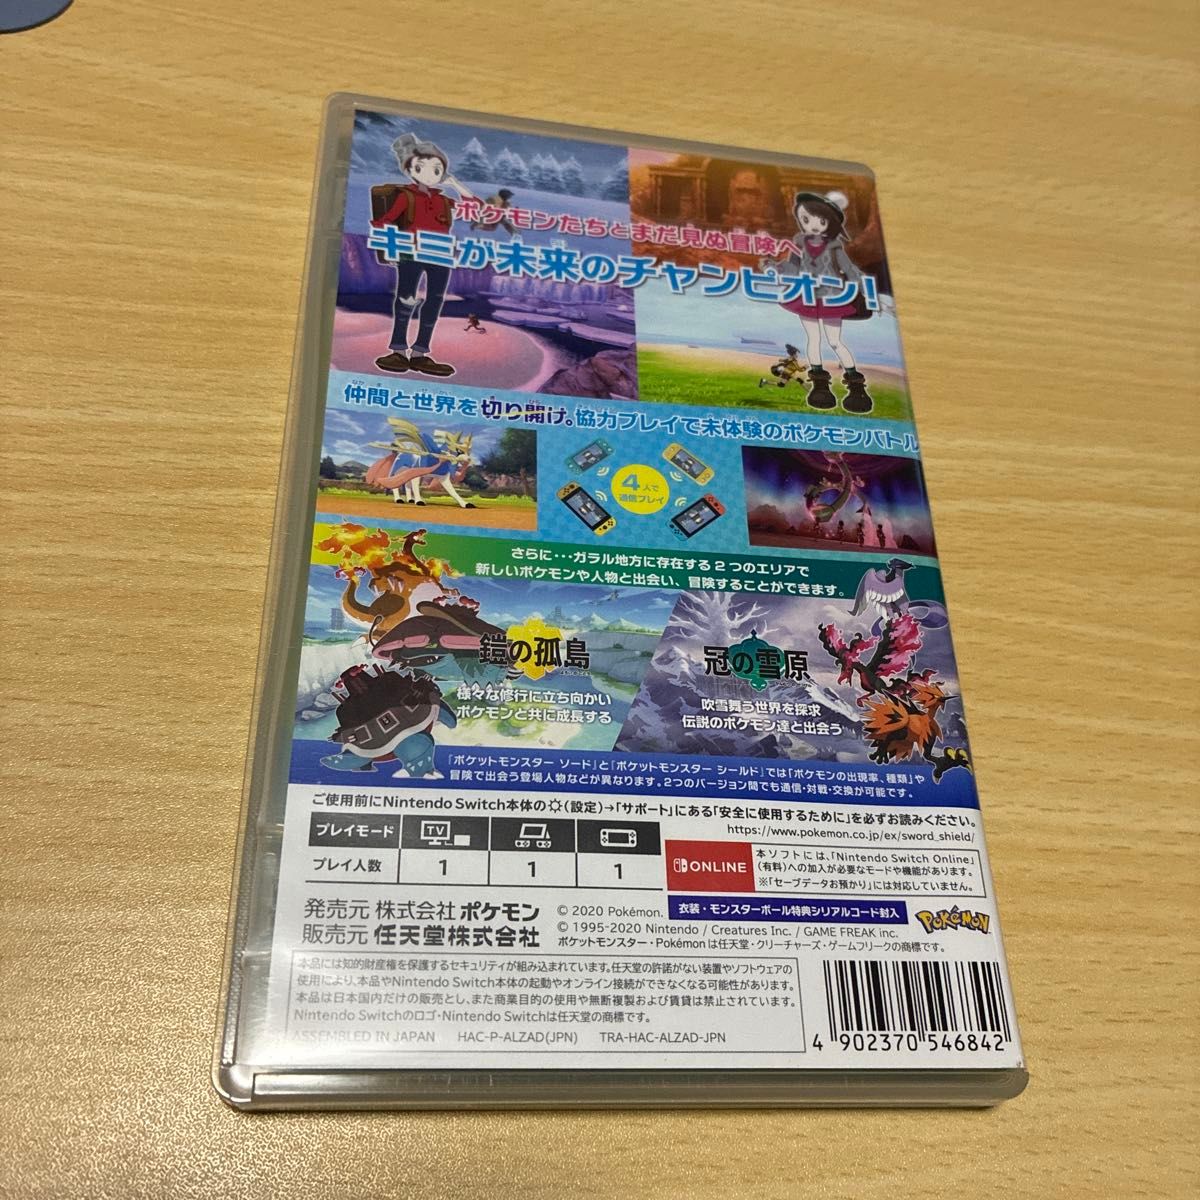 ポケモンたちとまだ見ぬ冒険へ
キミが未来のチャンピオン!
仲間と世界を切り開け。協力プレイで未体験のポケモンバトル
4人で
通信プレイ
さらに・・・ガラル地方に存在する2つのエリアで
新しいポケモンや人物と出会い、冒険することができます。
鎧の孤島
様々な修行に立ち向かい
ポケモンと共に成長する
冠の雪原
吹雪舞う世界を探求
伝説のポケモン達と出会う
「ポケットモンスター ソード」と「ポケットモンスター シールド」では「ポケモンの出現率、種類」や
冒険で出会う登場人物などが異なります。2つのバージョン間でも通信・対戦・交換が可能です。
ご使用前にNintendo Switch本体の(設定)→「サポート」にある「安全に使用するために」を必ずお読みください。
https://www.pokemon.co.jp/ex/sword_shield/
プレイモード TV
プレイ人数 1 1 1
ONLINE
本ソフトには、「Nintendo Switch Online」
(有料)への加入が必要なモードや機能があります。
※「セーブデータお預かり」には対応していません。
発売元 株式会社ポケモン
販売元 任天堂株式会社
© 2020 Pokémon.
衣装・モンスターボール特典シリアルコード封入
© 1995-2020 Nintendo / Creatures Inc. / GAME FREAK inc.
ポケットモンスター・Pokémonは任天堂・クリーチャーズ・ゲームフリークの商標です。
POKéMON
本品には知的財産権を保護するセキュリティが組み込まれています。任天堂の許諾がない装置やソフトウェアの
使用により、本品やNintendo Switch本体の起動やオンライン接続ができなくなる可能性があります。
本品は日本国内だけの販売とし、また商業目的の使用や無断複製および賃貸は禁止されています。
Nintendo Switchのロゴ・Nintendo Switchは任天堂の商標です。
ASSEMBLED IN JAPAN HAC-P-ALZAD(JPN) TRA-HAC-ALZAD-JPN
4 902370 546842